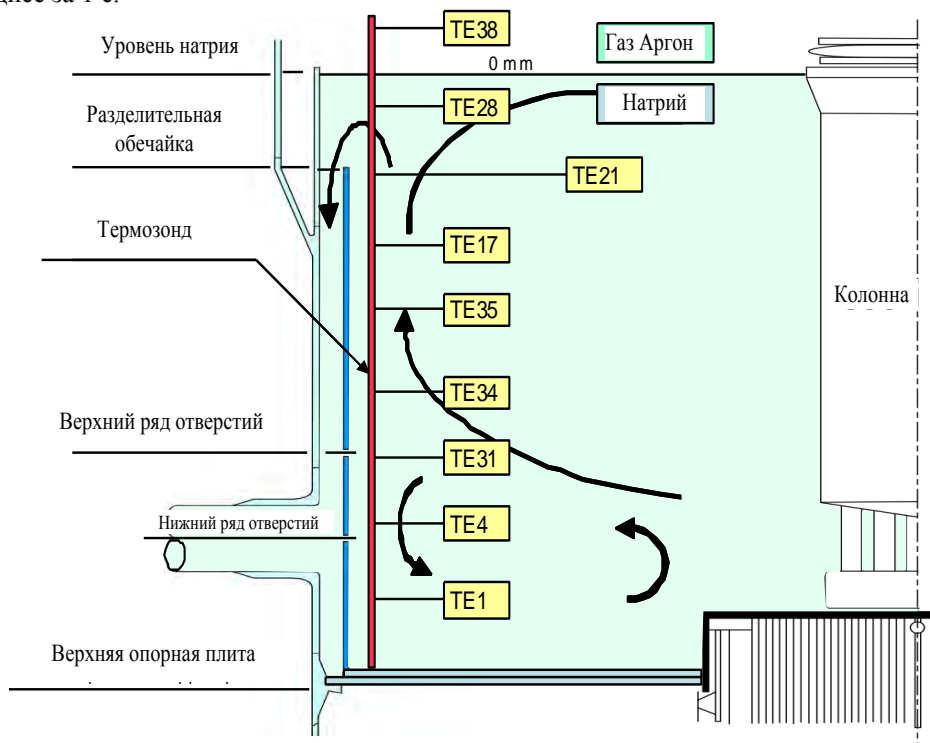 Уровень натрия
TE38
Газ Аргон
0 mm
Разделительная
обечайка
TE28
Натрий
TE21
Термозонд
TE17
TE35
Колонна
TE34
Верхний ряд отверстий
TE31
Нижний ряд отверстий
TE4
TE1
Верхняя опорная плита